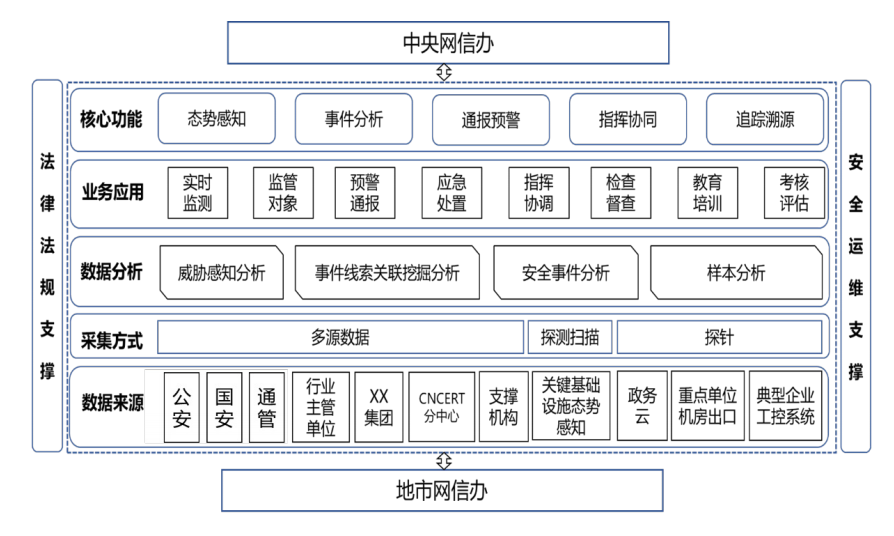 中央网信办
法律法规支撑
核心功能
态势感知
事件分析
通报预警
指挥协同
追踪溯源
业务应用
实时
监测
监管
对象
预警
通报
应急
处置
指挥
协调
检查
督查
教育
培训
考核
评估
数据分析
威胁感知分析
事件线索关联挖掘分析
安全事件分析
样本分析
采集方式
多源数据
探测扫描
探针
数据来源
公
安
国
安
通
管
行业
主管
单位
XX
集团
CNCERT
分中心
支撑
机构
关键基础
设施态势
感知
政务
云
重点单位
机房出口
典型企业
工控系统
安全运维支撑
地市网信办